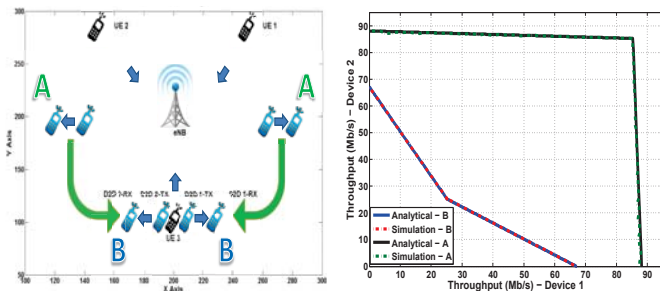 300
250
200
150
100
50
100
120
140
160
180
200
220
240
260
280
300
Y Axis
X Axis
UE 2
UE 1
A
A
eNB
D2D 2-RX
D2D 2-TX
D2D 1-TX
D2D 1-RX
UE 3
B
B
90
80
70
60
50
40
30
20
10
0
0
10
20
30
40
50
60
70
80
90
Throughput (Mb/s) – Device 2
Throughput (Mb/s) – Device 1
Analytical – B
Simulation – B
Analytical – A
Simulation – A